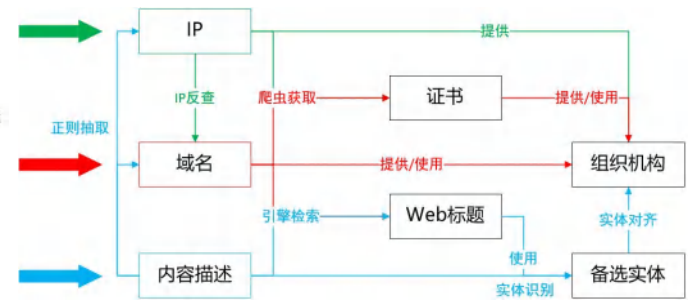 IP
提供
IP反查
爬虫获取
证书
提供/使用
正则抽取
域名
提供/使用
组织机构
引擎检索
Web标题
实体对齐
使用
内容描述
实体识别
备选实体